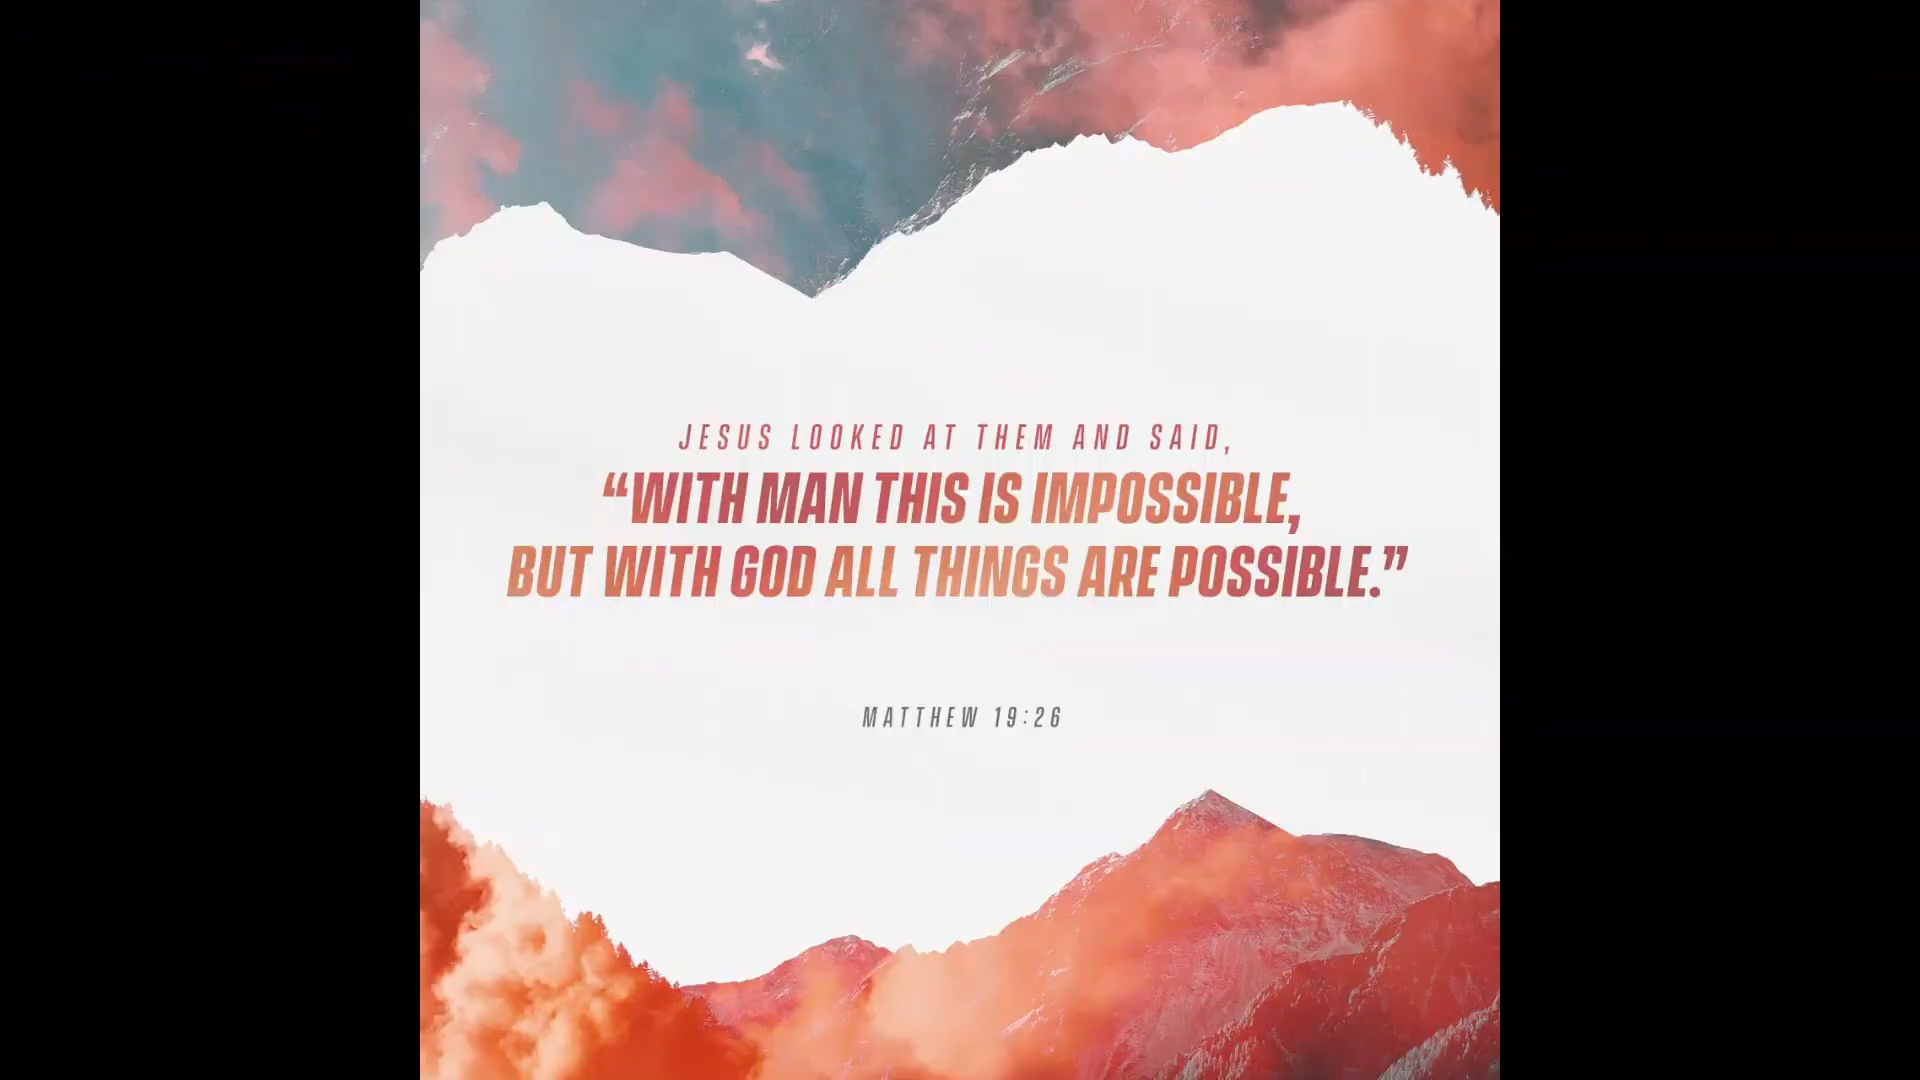 JESUS LOOKED AT THEM AND SAID,
“WITH MAN THIS IS IMPOSSIBLE,
BUT WITH GOD ALL THINGS ARE POSSIBLE.”
MATTHEW 19:26